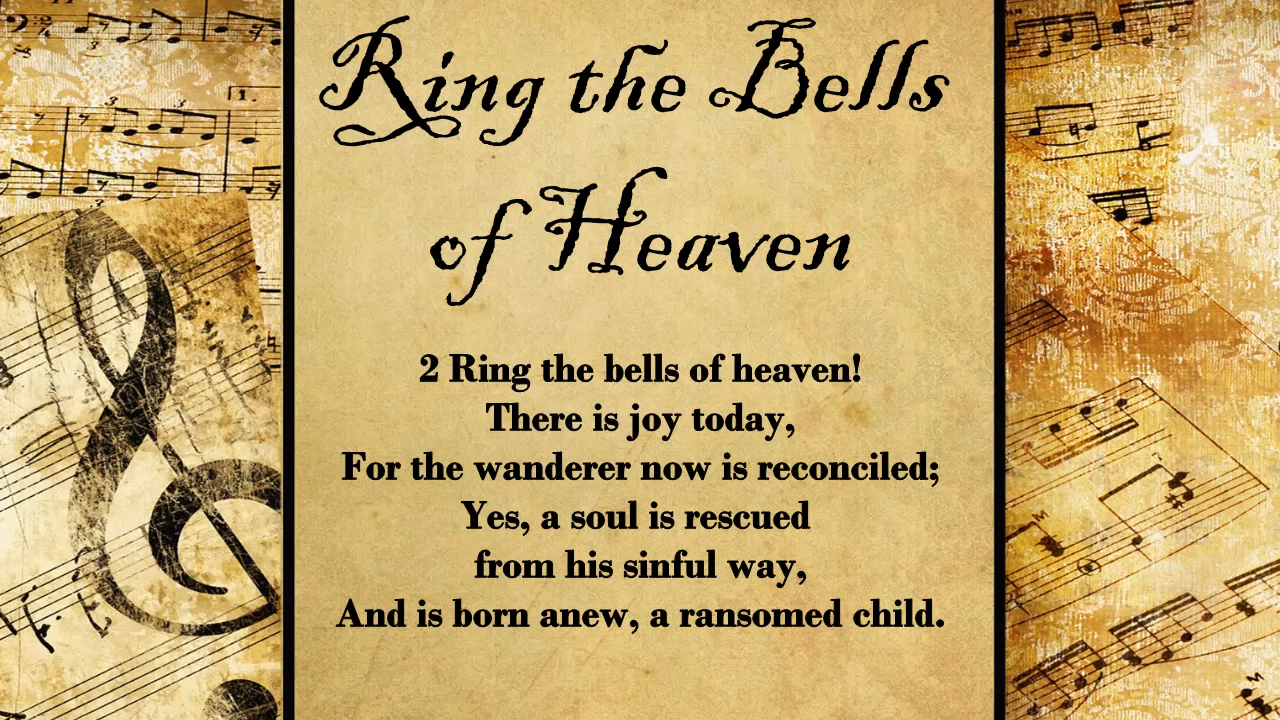 Ring the Bells
of Heaven
2 Ring the bells of heaven!
There is joy today,
For the wanderer now is reconciled;
Yes, a soul is rescued
from his sinful way,
And is born anew, a ransomed child.